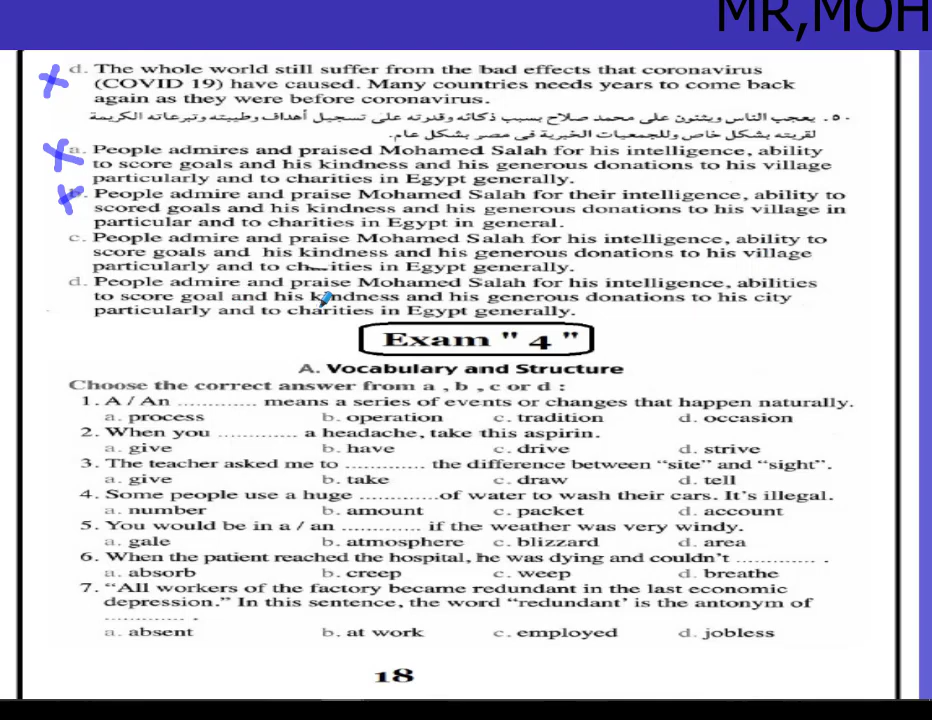 MR,MOH
d. The whole world still suffer from the bad effects that coronavirus
(COVID 19) have caused. Many countries needs years to come back
again as they were before coronavirus.
٥٠. يعجب الناس ويثنون على محمد صلاح بسبب ذكائه وقدرته على تسجيل أهداف وطيبته وتبرعاته الكريمة
لقريته بشكل خاص وللجمعيات الخيرية فى مصر بشكل عام.
a. People admires and praised Mohamed Salah for his intelligence, ability
to score goals and his kindness and his generous donations to his village
particularly and to charities in Egypt generally.
b. People admire and praise Mohamed Salah for their intelligence, ability to
scored goals and his kindness and his generous donations to his village in
particular and to charities in Egypt in general.
c. People admire and praise Mohamed Salah for his intelligence, ability to
score goals and his kindness and his generous donations to his village
particularly and to charities in Egypt generally.
d. People admire and praise Mohamed Salah for his intelligence, abilities
to score goal and his kindness and his generous donations to his city
particularly and to charities in Egypt generally.
Exam " 4 "
A. Vocabulary and Structure
Choose the correct answer from a , b , c or d :
1. A / An ............. means a series of events or changes that happen naturally.
a. process b. operation c. tradition d. occasion
2. When you ............. a headache, take this aspirin.
a. give b. have c. drive d. strive
3. The teacher asked me to ............. the difference between “site” and “sight”.
a. give b. take c. draw d. tell
4. Some people use a huge .............of water to wash their cars. It’s illegal.
a. number b. amount c. packet d. account
5. You would be in a / an ............. if the weather was very windy.
a. gale b. atmosphere c. blizzard d. area
6. When the patient reached the hospital, he was dying and couldn’t ............. .
a. absorb b. creep c. weep d. breathe
7. “All workers of the factory became redundant in the last economic
depression.” In this sentence, the word “redundant’ is the antonym of
............. .
a. absent b. at work c. employed d. jobless
18